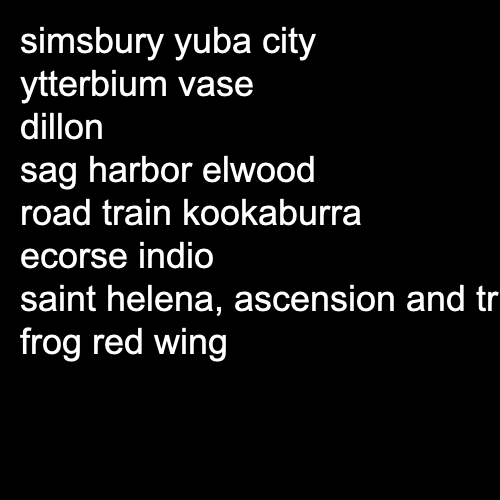 simsbury yuba city
ytterbium vase
dillon
sag harbor elwood
road train kookaburra
ecorse indio
saint helena, ascension and tr
frog red wing